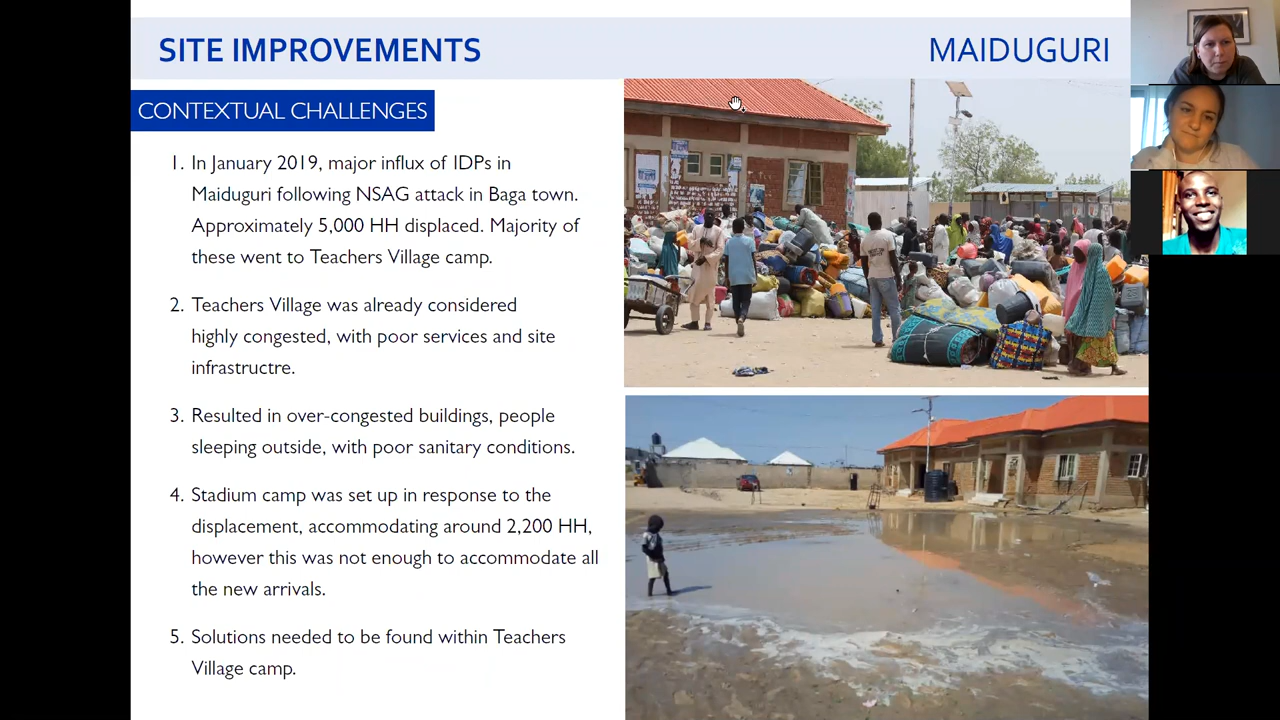 SITE IMPROVEMENTS
MAIDUGURI
CONTEXTUAL CHALLENGES
1. In January 2019, major influx of IDPs in
Maiduguri following NSAG attack in Baga town.
Approximately 5,000 HH displaced. Majority of
these went to Teachers Village camp.
2. Teachers Village was already considered
highly congested, with poor services and site
infrastructre.
3. Resulted in over-congested buildings, people
sleeping outside, with poor sanitary conditions.
4. Stadium camp was set up in response to the
displacement, accommodating around 2,200 HH,
however this was not enough to accommodate all
the new arrivals.
5. Solutions needed to be found within Teachers
Village camp.